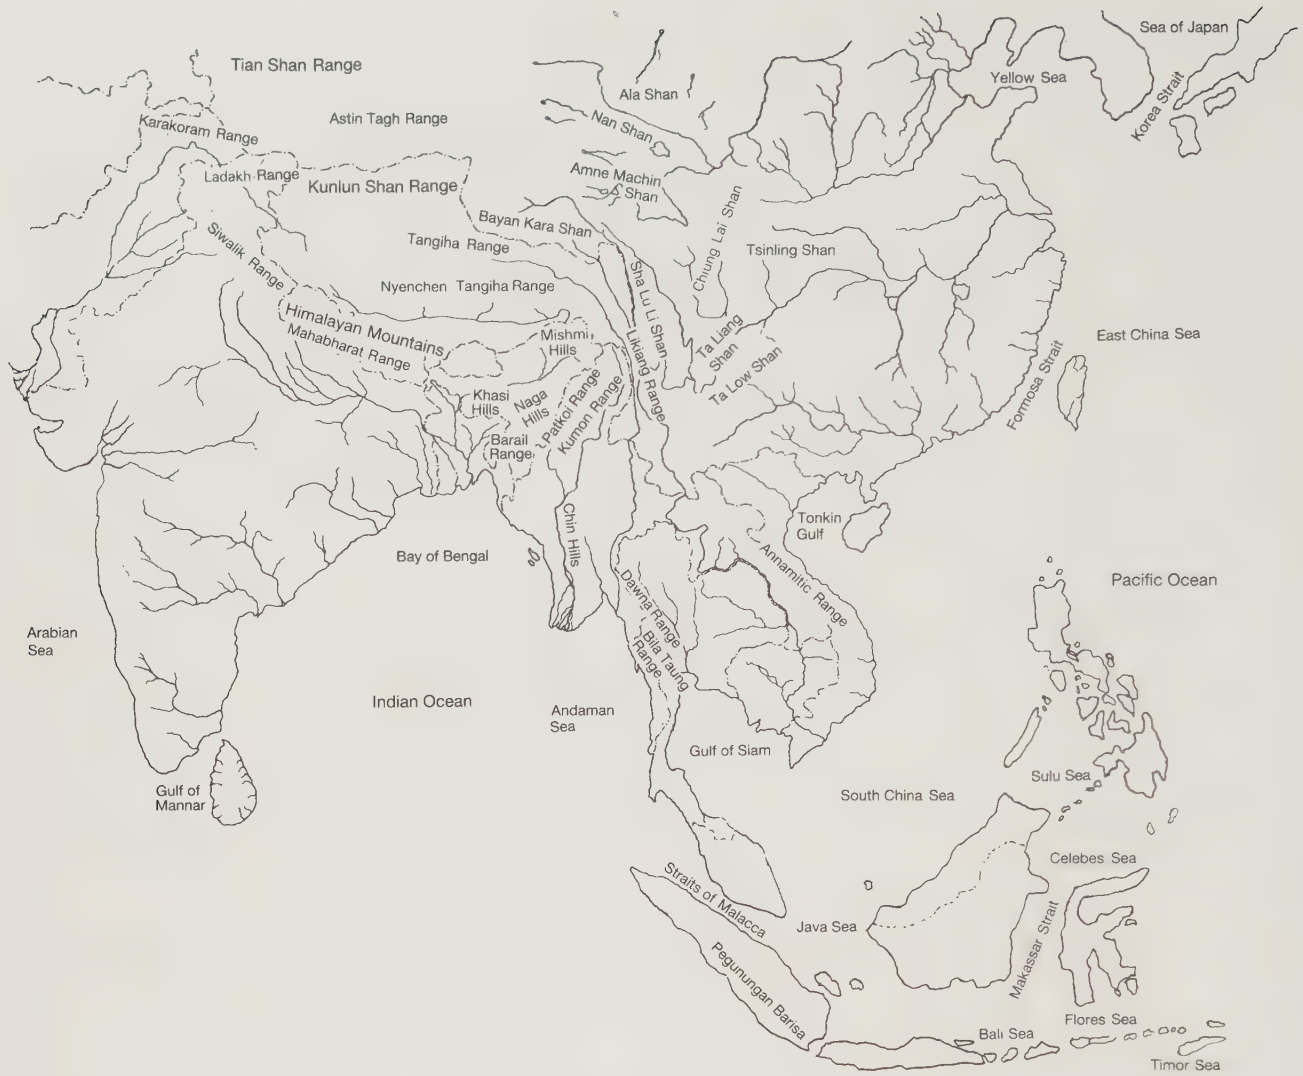 Sea of Japan
Tian Shan Range
Yellow Sea
Ala Shan
Korea Strait
Karakoram Range
Astin Tagh Range
Nan Shan
Ladakh Range
Kunlun Shan Range
Amne Machin
Shan
Bayan Kara Shan
Chiung Lai Shan
Siwalik Range
Tangiha Range
Tsinling Shan
Nyenchen Tangiha Range
Sha Lu Li Shan
Himalayan Mountains
Mahabharat Range
Mishmi
Hills
Likiang Range
Ta Liang
Shan
Ta Low Shan
East China Sea
Formosa Strait
Khasi
Hills
Naga
Hills
Patkoi Range
Kumon Range
Barail
Range
Chin Hills
Tonkin
Gulf
Bay of Bengal
Annamitic Range
Pacific Ocean
Dawna Range
Bila Taung
Range
Arabian
Sea
Indian Ocean
Andaman
Sea
Gulf of Siam
Gulf of
Mannar
South China Sea
Sulu Sea
Celebes Sea
Straits of Malacca
Java Sea
Makassar Strait
Pegunungan Barisa
Flores Sea
Bali Sea
Timor Sea